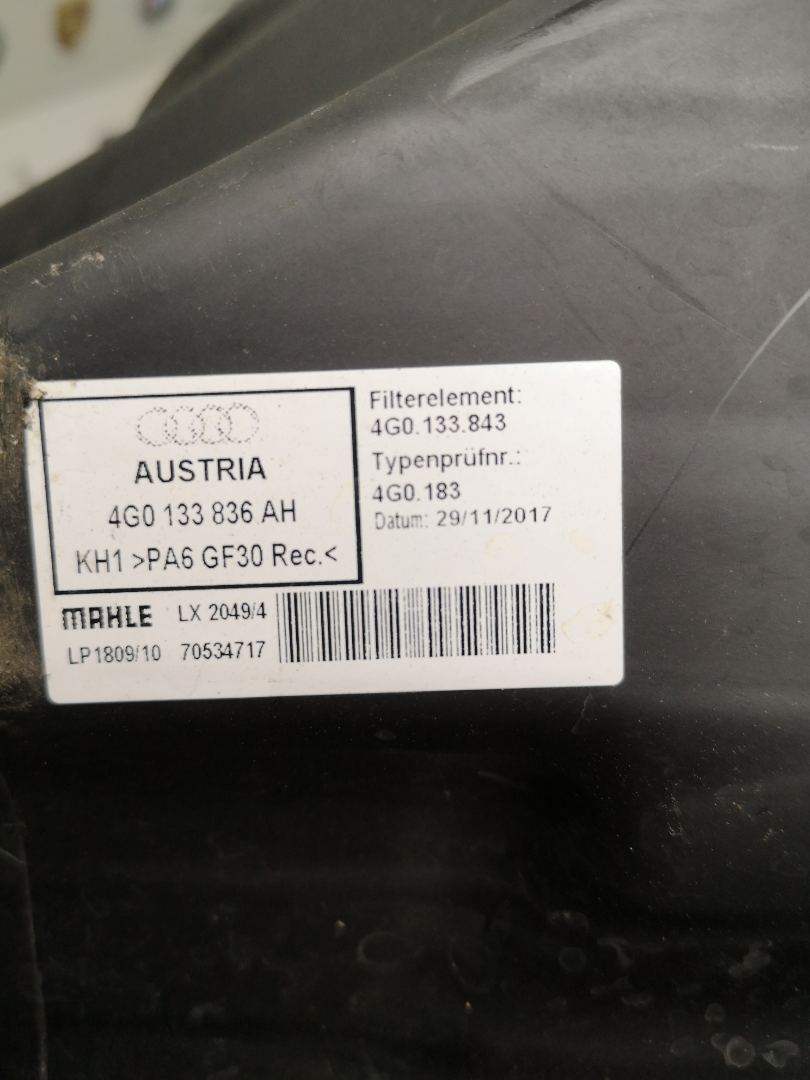 AUSTRIA
4G0 133 836 AH
KH1 >PA6 GF30 Rec.<
Filterelement:
4G0.133.843
Typenprüfnr.:
4G0.183
Datum: 29/11/2017
MAHLE LX 2049/4
LP1809/10 70534717